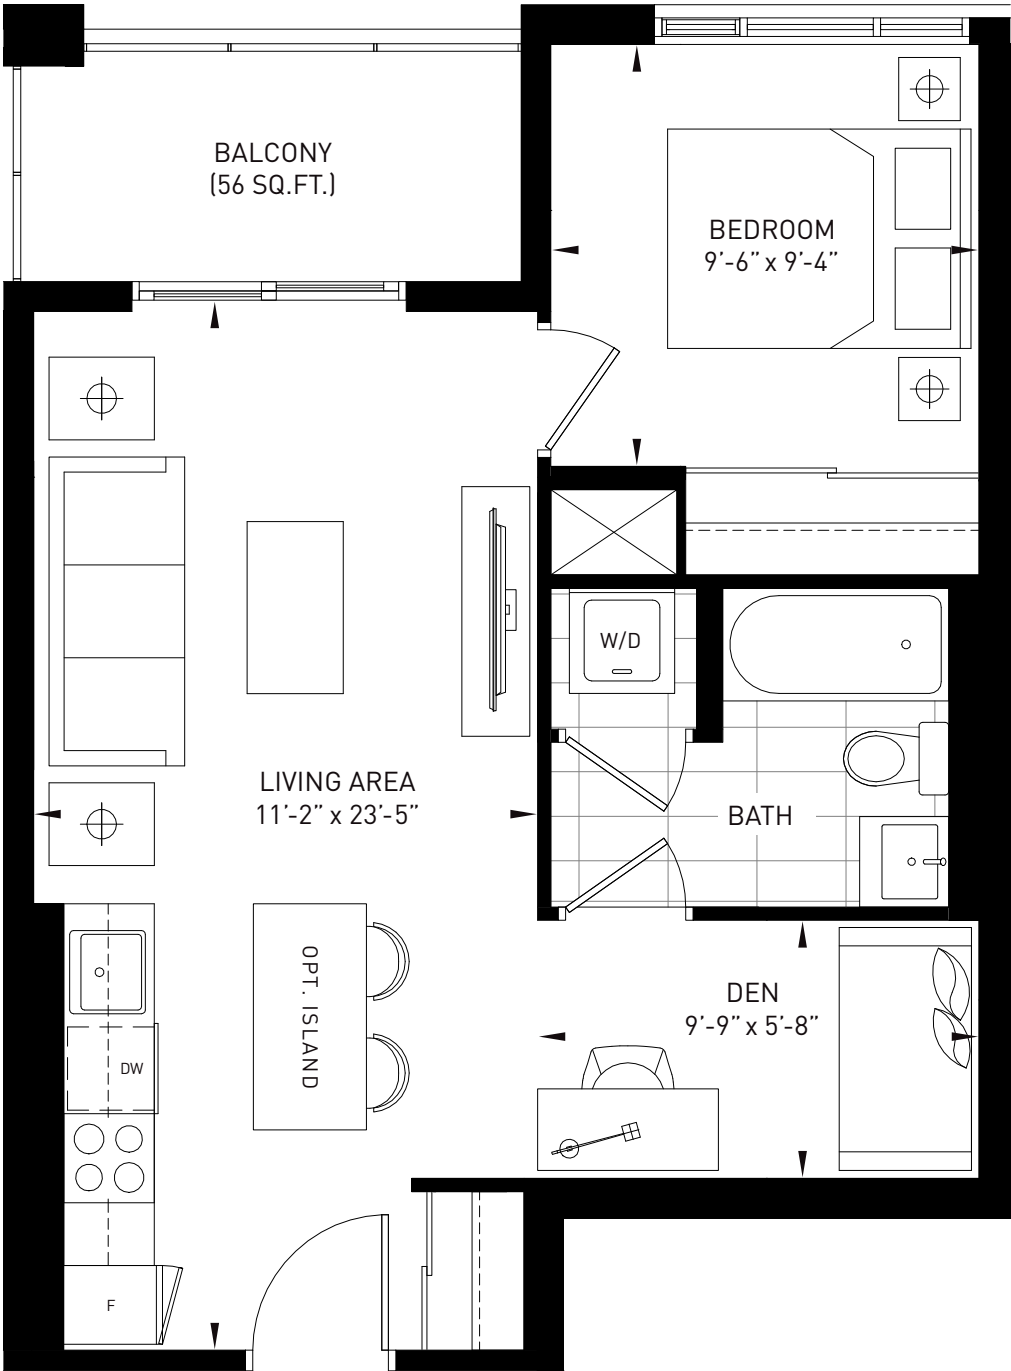 BALCONY
(56 SQ.FT.)
BEDROOM
9’-6” x 9’-4”
W/D
LIVING AREA
11’-2” x 23’-5”
BATH
OPT. ISLAND
DEN
9’-9” x 5’-8”
DW
F